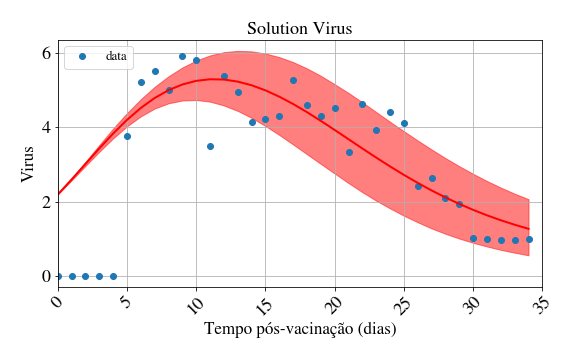 Solution Virus
data
Virus
6
4
2
0
0 5 10 15 20 25 30 35
Tempo pós-vacinação (dias)